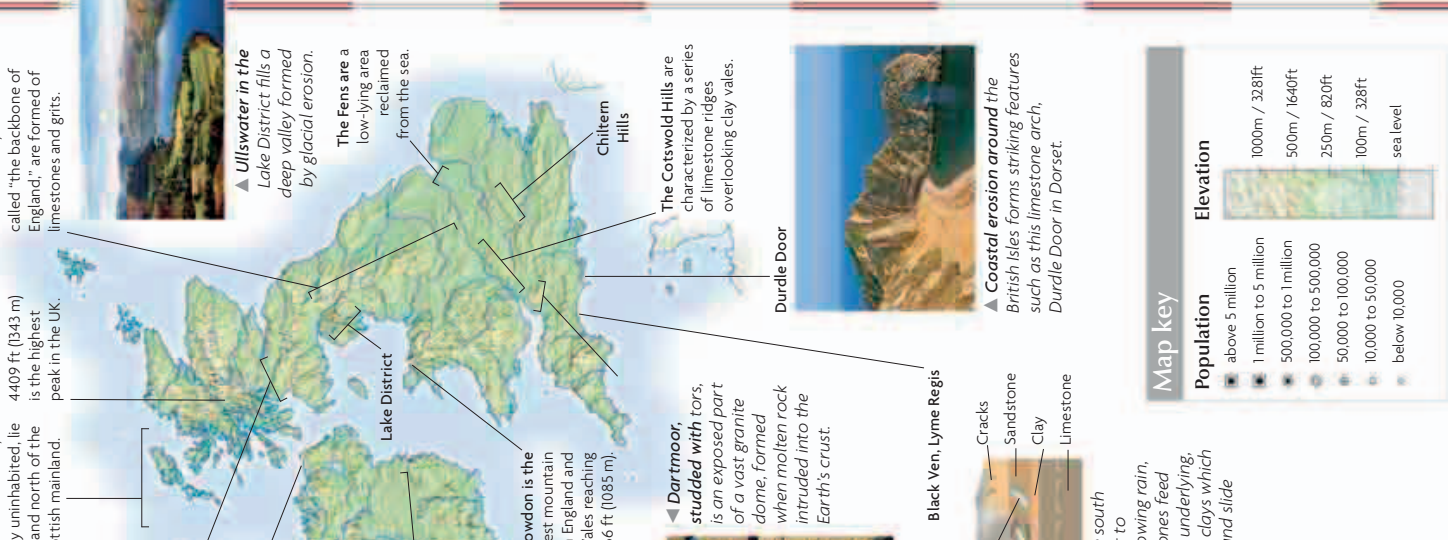 y uninhabited, lie
and north of the
ttish mainland.
4409 ft (1343 m)
is the highest
peak in the UK.
called "the backbone of
England," are formed of
limestones and grits.
▲ Ullswater in the
Lake District fills a
deep valley formed
by glacial erosion.
The Fens are a
low-lying area
reclaimed
from the sea.
Lake District
owdon is the
est mountain
England and
ales reaching
6 ft (1085 m).
Chiltern
Hills
The Cotswold Hills are
characterized by a series
of limestone ridges
overlooking clay vales.
◀ Dartmoor,
studded with tors,
is an exposed part
of a vast granite
dome, formed
when molten rock
intruded into the
Earth's crust.
Durdle Door
Black Ven, Lyme Regis
Cracks
Sandstone
Clay
Limestone
▲ Coastal erosion around the
British Isles forms striking features
such as this limestone arch,
Durdle Door in Dorset.
south
to
owing rain,
ones feed
underlying,
clays which
and slide
Map key
Population
above 5 million
1 million to 5 million
500,000 to 1 million
100,000 to 500,000
50,000 to 100,000
10,000 to 50,000
below 10,000
Elevation
1000m / 3281ft
500m / 1640ft
250m / 820ft
100m / 328ft
sea level